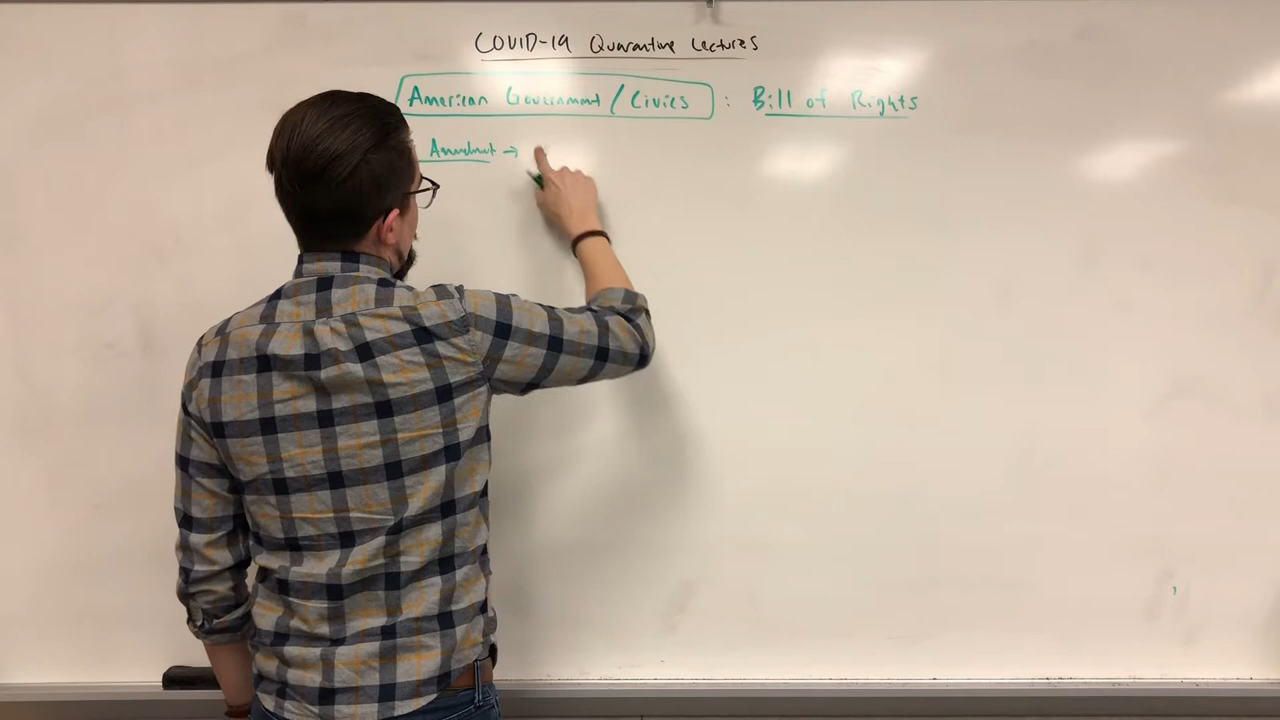 COVID-19 Quarantine Lectures
American Government / Civics : Bill of Rights
Amendment →